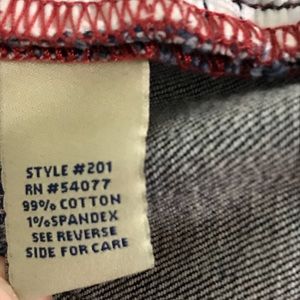 STYLE #201
RN #54077
99% COTTON
1% SPANDEX
SEE REVERSE
SIDE FOR CARE